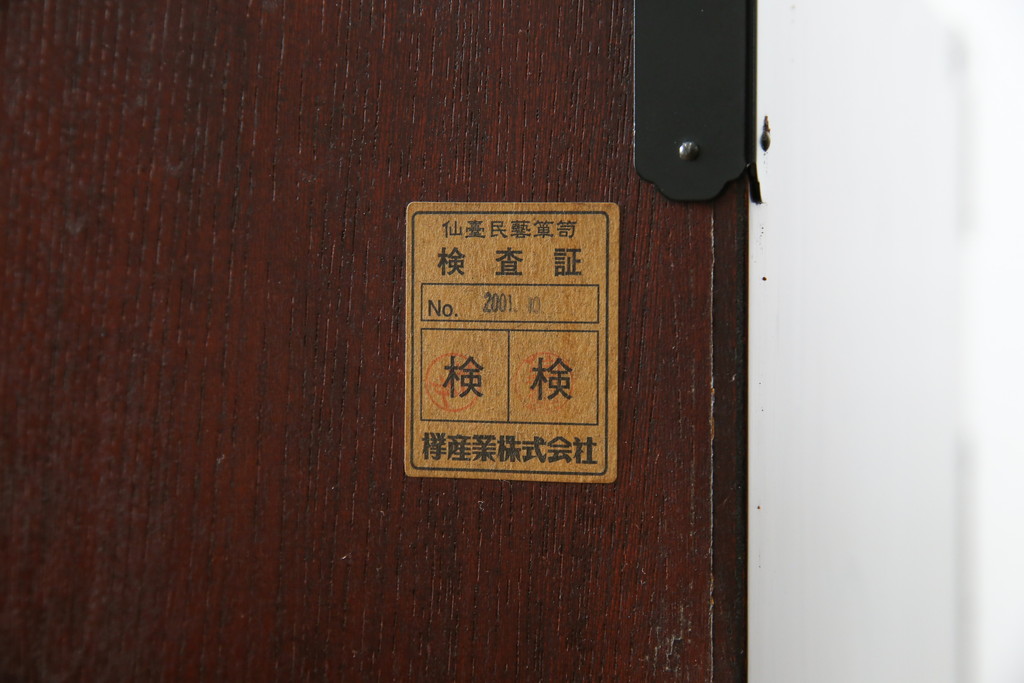 仙臺民藝箪笥
検査証
No. 2001. 10
検 検
欅産業株式会社